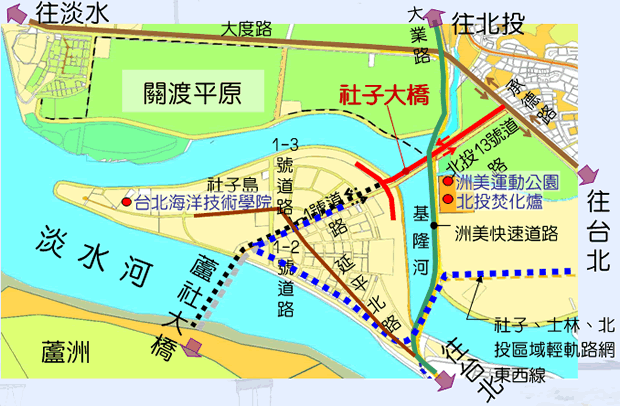 往淡水
大度路
大業路
往北投
關渡平原
社子大橋
承德路
北投13號道路
洲美運動公園
北投焚化爐
往台北
1-3號道路
社子島
台北海洋技術學院
1號道路
基隆河
洲美快速道路
淡水河
蘆社大橋
1-2號道路
延平北路
蘆洲
往台北
社子、士林、北
投區域輕軌路網
東西線